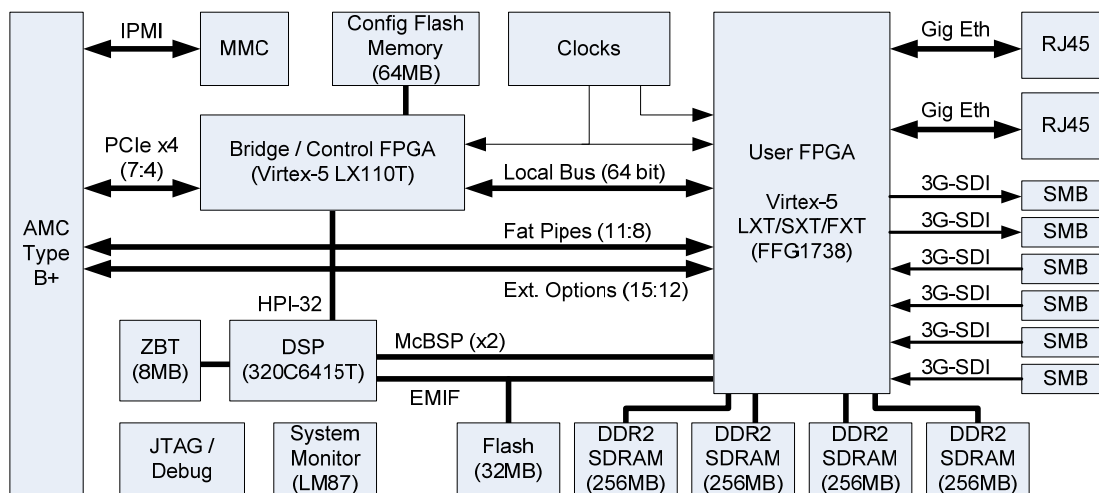 AMC
Type
B+
IPMI
MMC
Config Flash
Memory
(64MB)
Clocks
User FPGA
Virtex-5
LXT/SXT/FXT
(FFG1738)
Gig Eth
RJ45
Gig Eth
RJ45
PCIe x4
(7:4)
Bridge / Control FPGA
(Virtex-5 LX110T)
Local Bus (64 bit)
3G-SDI
SMB
3G-SDI
SMB
3G-SDI
SMB
3G-SDI
SMB
3G-SDI
SMB
3G-SDI
SMB
Fat Pipes (11:8)
Ext. Options (15:12)
HPI-32
ZBT
(8MB)
DSP
(320C6415T)
McBSP (x2)
EMIF
JTAG /
Debug
System
Monitor
(LM87)
Flash
(32MB)
DDR2
SDRAM
(256MB)
DDR2
SDRAM
(256MB)
DDR2
SDRAM
(256MB)
DDR2
SDRAM
(256MB)